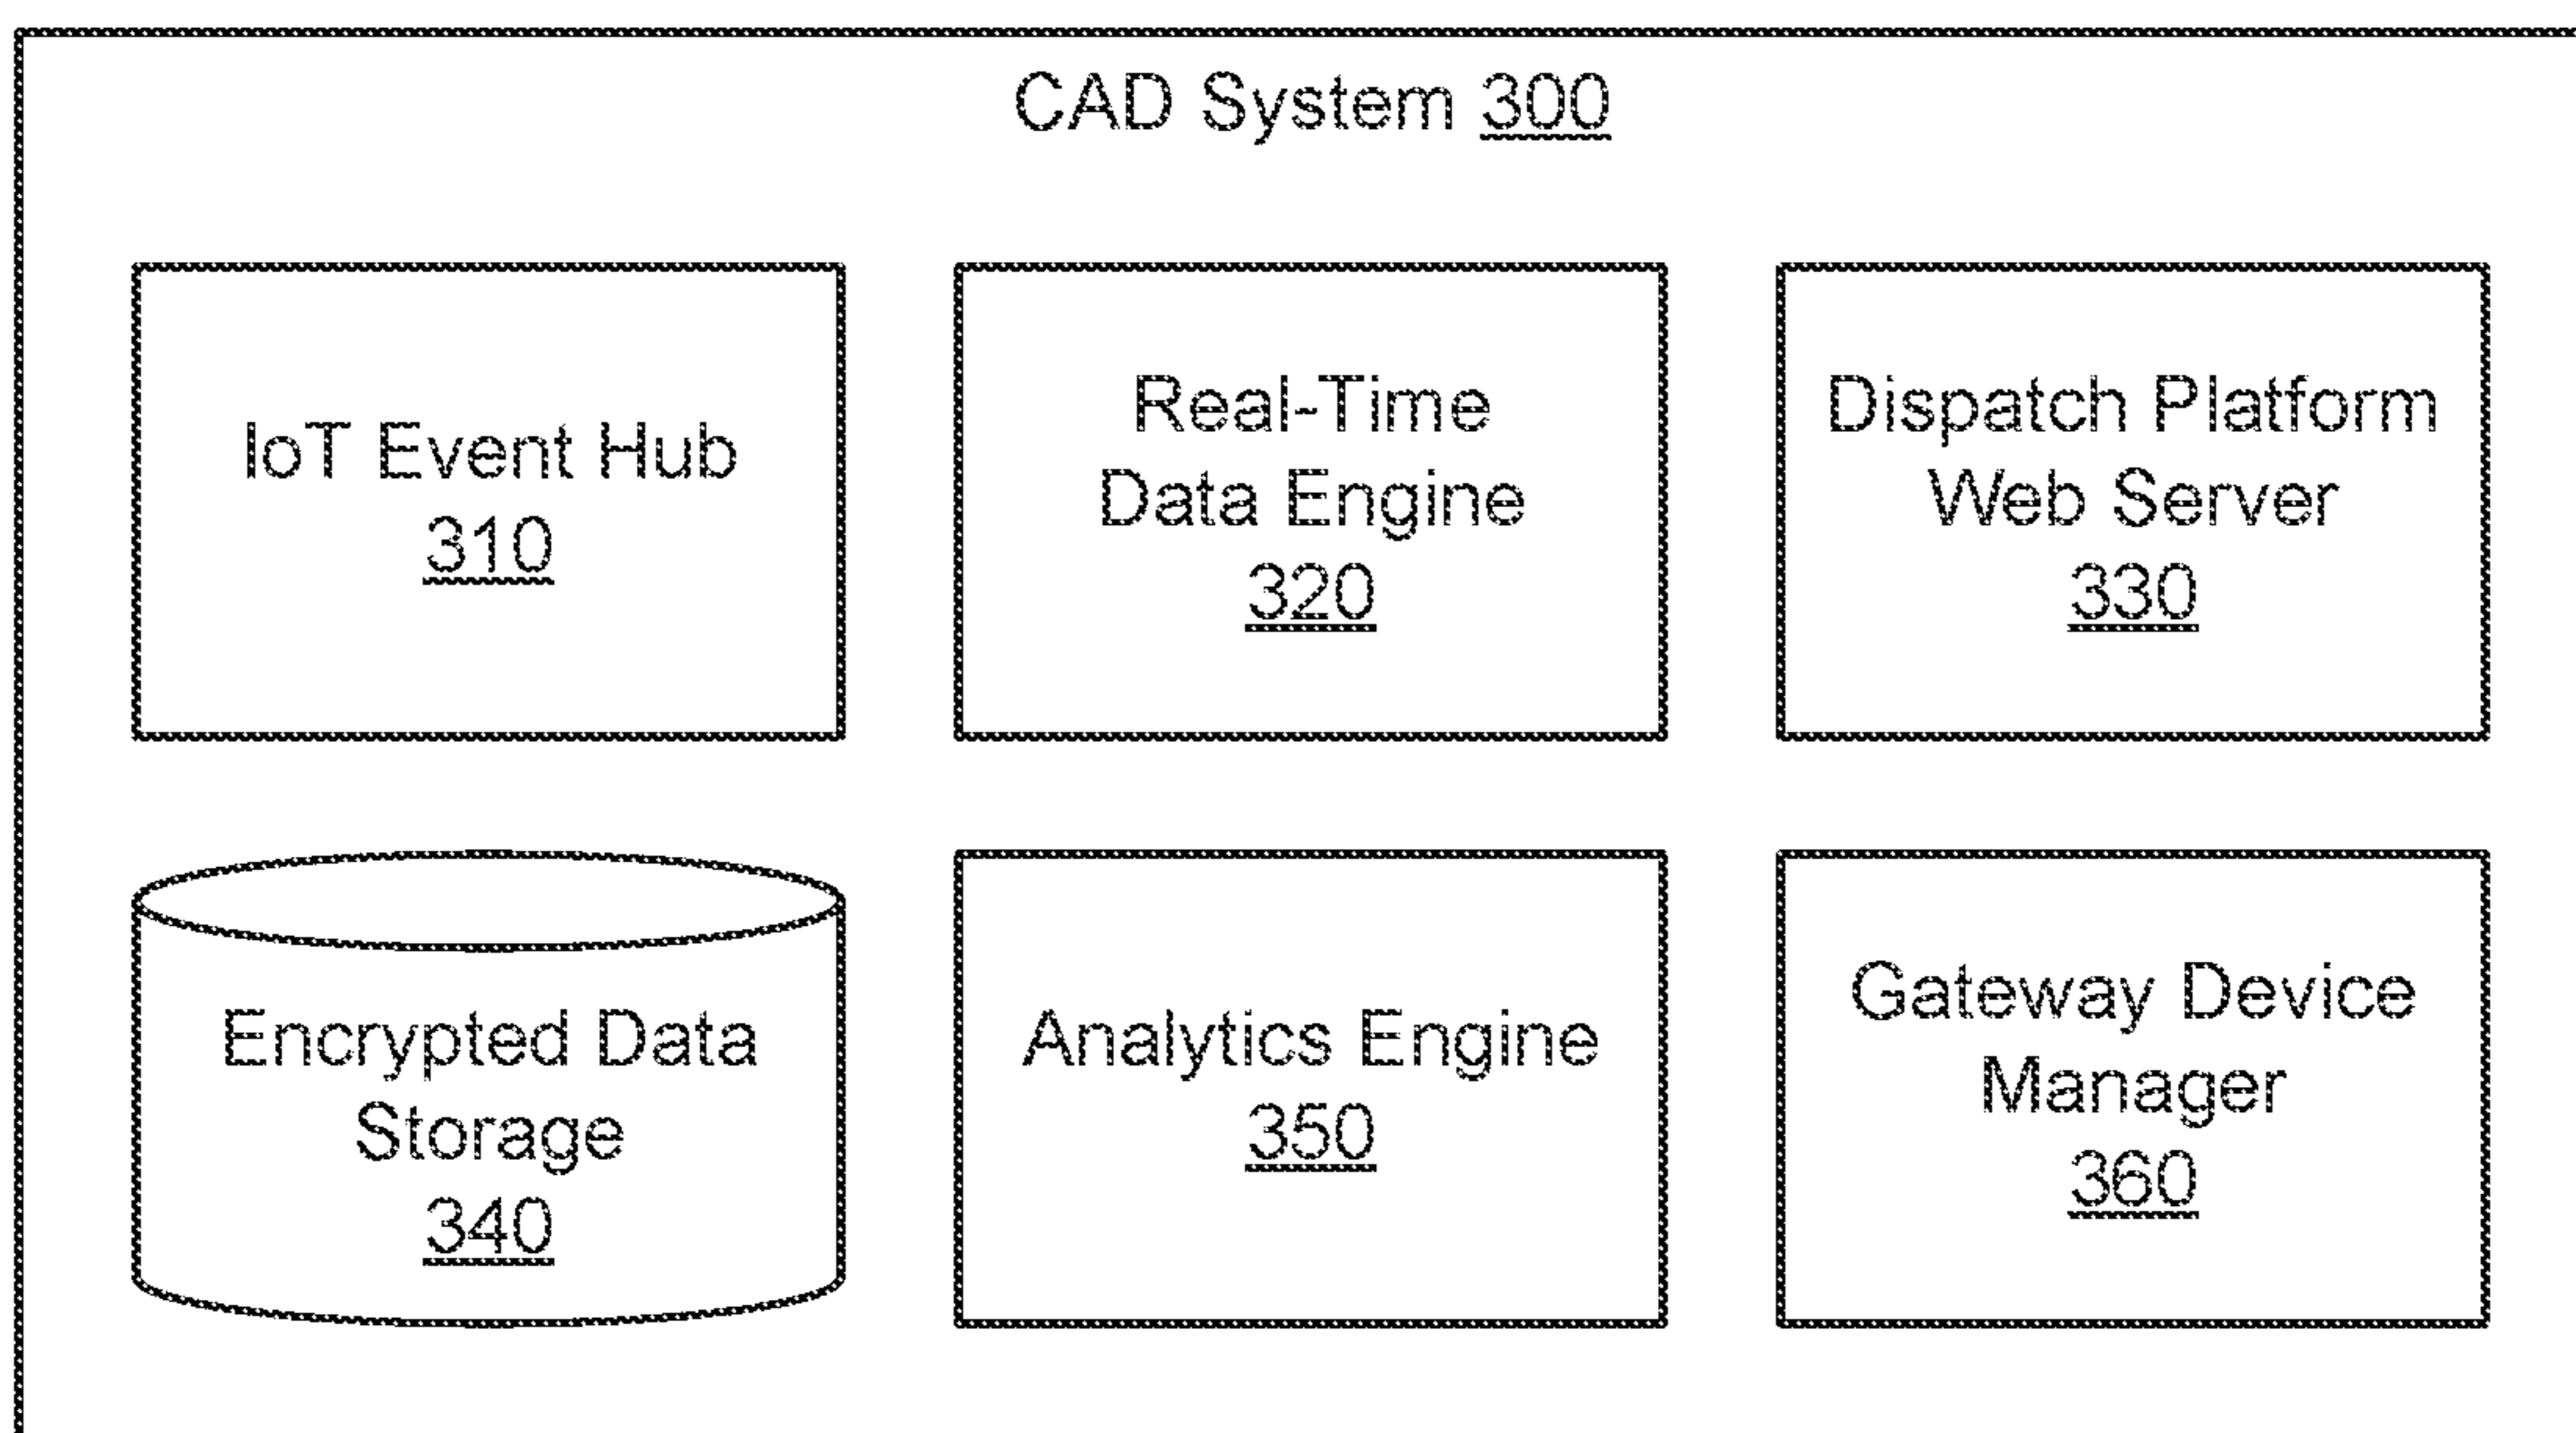 CAD System 300
IoT Event Hub
310
Real-Time
Data Engine
320
Dispatch Platform
Web Server
330
Encrypted Data
Storage
340
Analytics Engine
350
Gateway Device
Manager
360